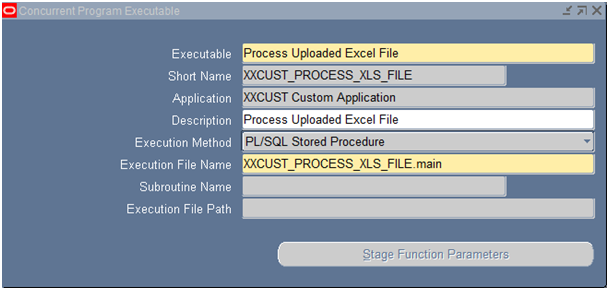 Concurrent Program Executable
Executable Process Uploaded Excel File
Short Name XXCUST_PROCESS_XLS_FILE
Application XXCUST Custom Application
Description Process Uploaded Excel File
Execution Method PL/SQL Stored Procedure
Execution File Name XXCUST_PROCESS_XLS_FILE.main
Subroutine Name
Execution File Path
Stage Function Parameters